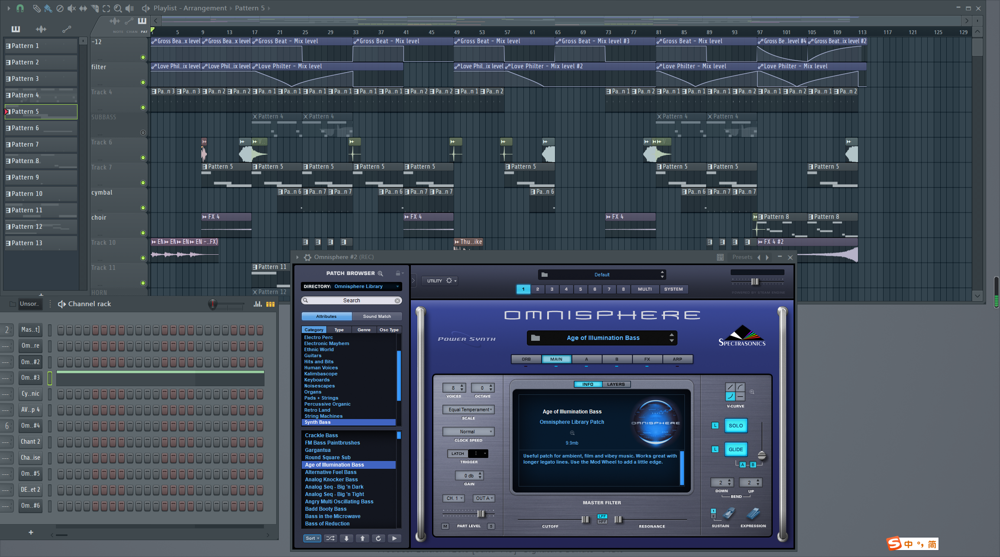 Playlist - Arrangement › Pattern 5 ›
NOTE CHAN PAT
1 5 9 13 17 21 25 29 33 37 41 45 49 53 57 61 65 69 73 77 81 85 89 93 97 101 105 109 113 117 121 125 129
Pattern 1
Pattern 2
Pattern 3
Pattern 4
Pattern 5
Pattern 6
Pattern 7
Pattern 8
Pattern 9
Pattern 10
Pattern 11
Pattern 12
Pattern 13
-12
Gross Bea..x level Gross Bea..x level Gross Beat - Mix level Gross Beat - Mix level Gross Beat - Mix level Gross Beat - Mix level #3 Gross Beat - Mix level Gross Be..level #4 Gross Beat..ix level #2
filter
Love Phil..ix level Love Phil..ix level Love Philter - Mix level Love Phil..ix level Love Philter - Mix level #2 Love Philter - Mix level Love Philter - Mix level
Track 4
Pa..n 3 Pa..n 3 Pa..n 2 Pa..n 2 Pa..n 1 Pa..n 1 Pa..n 1 Pa..n 1 Pa..n 1 Pa..n 1 Pa..n 2 Pa..n 2 Pa..n 1 Pa..n 2 Pa..n 1 Pa..n 2 Pa..n 1 Pa..n 1 Pa..n 2 Pa..n 2 Pa..n 1 Pa..n 2 Pa..n 1 Pa..n 2
SUBBASS
Pattern 4 Pattern 4 Pattern 4 Pattern 4
Track 6
Track 7
Pattern 5 Pattern 5 Pattern 5 Pattern 5 Pattern 5 Pattern 5 Pattern 5 Pattern 5 Pattern 5
cymbal
Pa..n 6 Pa..n 7 Pa..n 7 Pa..n 6 Pa..n 7 Pa..n 7 Pa..n 6 Pa..n 6 Pa..n 7 Pa..n 7
choir
FX 4 FX 4 FX 4 Pattern 8 Pattern 8
Track 10
EN EN EN EN -..FX) Thu..ike FX 4 #2
Track 11
Pattern 11
HORN
Pattern 12
Unsor.. Channel rack
2 Mas..t]
--- Om..re
--- Om..#2
--- Om..#3
--- Cy..nic
--- AV..p 4
6 Om..#4
--- Chant 2
--- Cha..ise
--- Om..#5
--- DE..et 2
--- Om..#6
Omnisphere #2 (REC) Presets
PATCH BROWSER
DIRECTORY: Omnisphere Library
Search
Attributes Sound Match
Category Type Genre Osc Type
Electro Perc
Electronic Mayhem
Ethnic World
Guitars
Hits and Bits
Human Voices
Kalimbascope
Keyboards
Noisescapes
Organs
Pads + Strings
Percussive Organic
Retro Land
String Machines
Synth Bass
Crackle Bass
FM Bass Paintbrushes
Gargantua
Round Square Sub
Age of Illumination Bass
Alternative Fuel Bass
Analog Knocker Bass
Analog Seq - Big 'n Dark
Analog Seq - Big 'n Tight
Angry Multi Oscillating Bass
Badd Booty Bass
Bass in the Microwave
Bass of Reduction
Sort
UTILITY
Default
1 2 3 4 5 6 7 8 MULTI SYSTEM
POWERED BY STEAM ENGINE
OMNISPHERE
POWER SYNTH
Age of Illumination Bass
SPECTRASONICS
ORB MAIN A B FX ARP
8 0
VOICES OCTAVE
Equal Temperament
SCALE
Normal
CLOCK SPEED
LATCH
TRIGGER
0 db
GAIN
CH. 1 OUT A
M PART LEVEL S
INFO LAYERS
Age of Illumination Bass
Omnisphere Library Patch
9.9mb
OMNISPHERE
Useful patch for ambient, film and vibey music. Works great with
longer legato lines. Use the Mod Wheel to add a little edge.
MASTER FILTER
LPF
HPF
CUTOFF RESONANCE
V-CURVE
L SOLO
L GLIDE
A B
2 2
DOWN UP
BEND
1
2
SUSTAIN EXPRESSION
S 中 °, 简